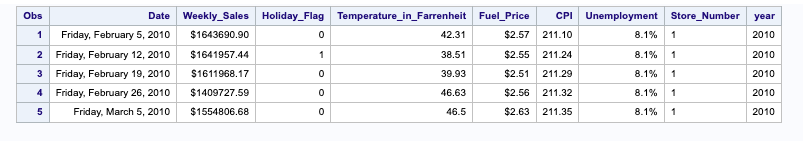 Obs Date Weekly_Sales Holiday_Flag Temperature_in_Farrenheit Fuel_Price CPI Unemployment Store_Number year
1 Friday, February 5, 2010 $1643690.90 0 42.31 $2.57 211.10 8.1% 1 2010
2 Friday, February 12, 2010 $1641957.44 1 38.51 $2.55 211.24 8.1% 1 2010
3 Friday, February 19, 2010 $1611968.17 0 39.93 $2.51 211.29 8.1% 1 2010
4 Friday, February 26, 2010 $1409727.59 0 46.63 $2.56 211.32 8.1% 1 2010
5 Friday, March 5, 2010 $1554806.68 0 46.5 $2.63 211.35 8.1% 1 2010